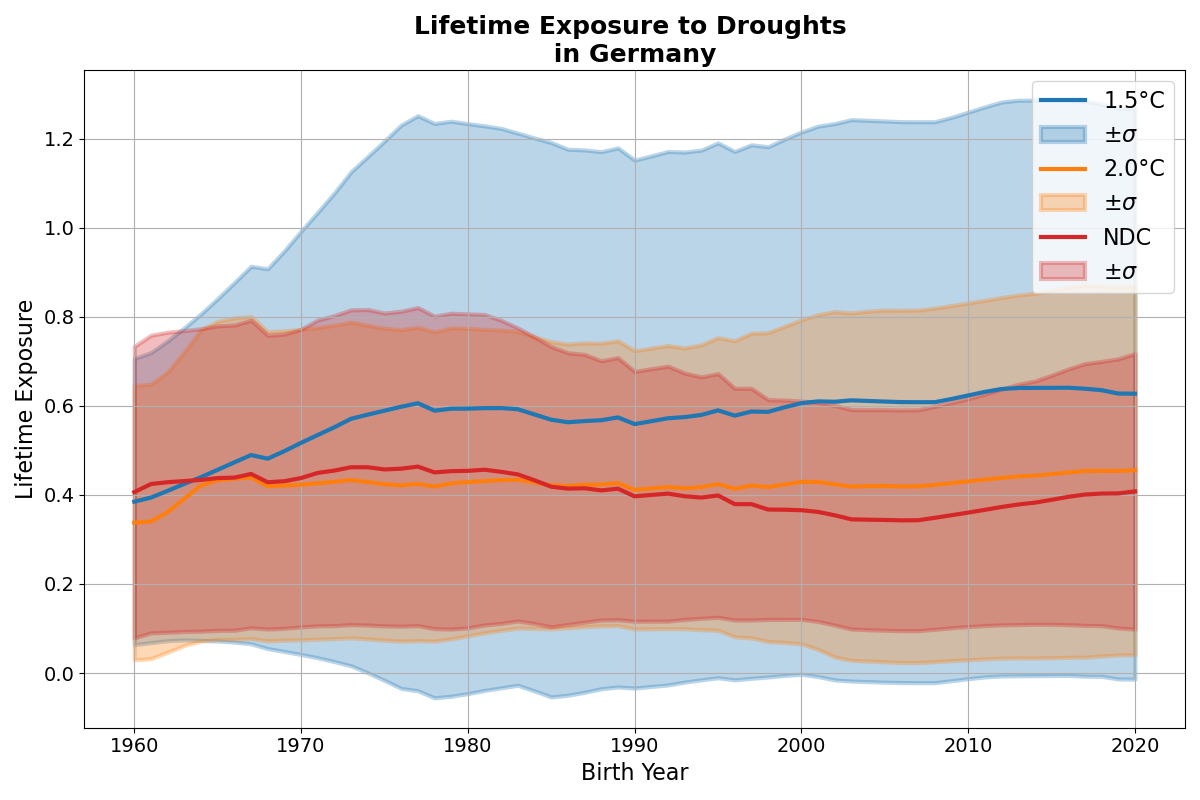 Lifetime Exposure to Droughts
in Germany
Lifetime Exposure
1.2
1.0
0.8
0.6
0.4
0.2
0.0
1960 1970 1980 1990 2000 2010 2020
Birth Year
1.5°C
±σ
2.0°C
±σ
NDC
±σ